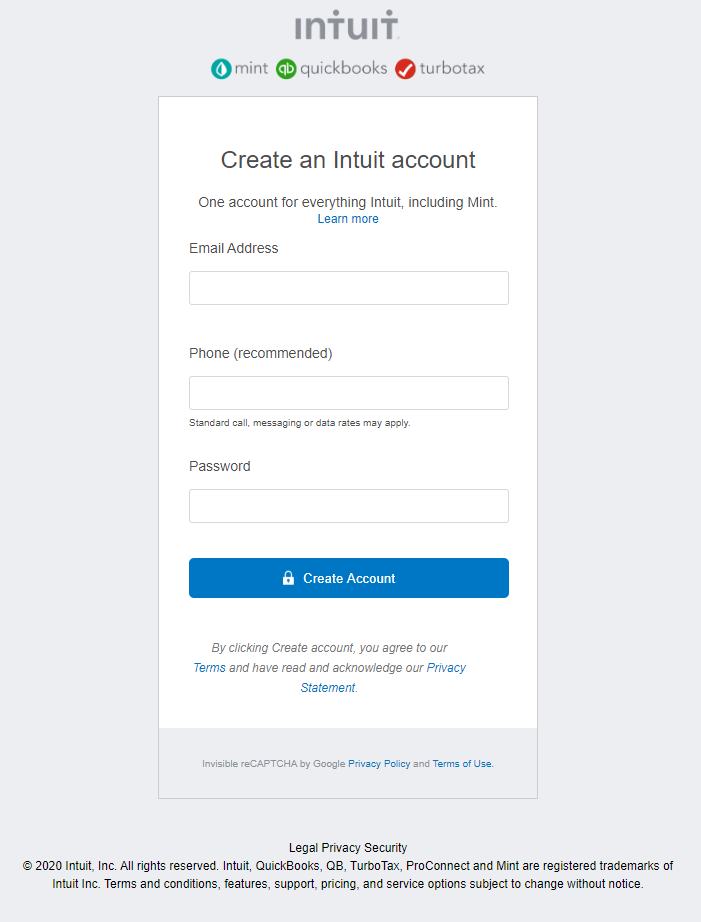 intuit
mint quickbooks turbotax
Create an Intuit account
One account for everything Intuit, including Mint.
Learn more
Email Address
Phone (recommended)
Standard call, messaging or data rates may apply.
Password
Create Account
By clicking Create account, you agree to our
Terms and have read and acknowledge our Privacy
Statement.
Invisible reCAPTCHA by Google Privacy Policy and Terms of Use.
Legal Privacy Security
© 2020 Intuit, Inc. All rights reserved. Intuit, QuickBooks, QB, TurboTax, ProConnect and Mint are registered trademarks of
Intuit Inc. Terms and conditions, features, support, pricing, and service options subject to change without notice.